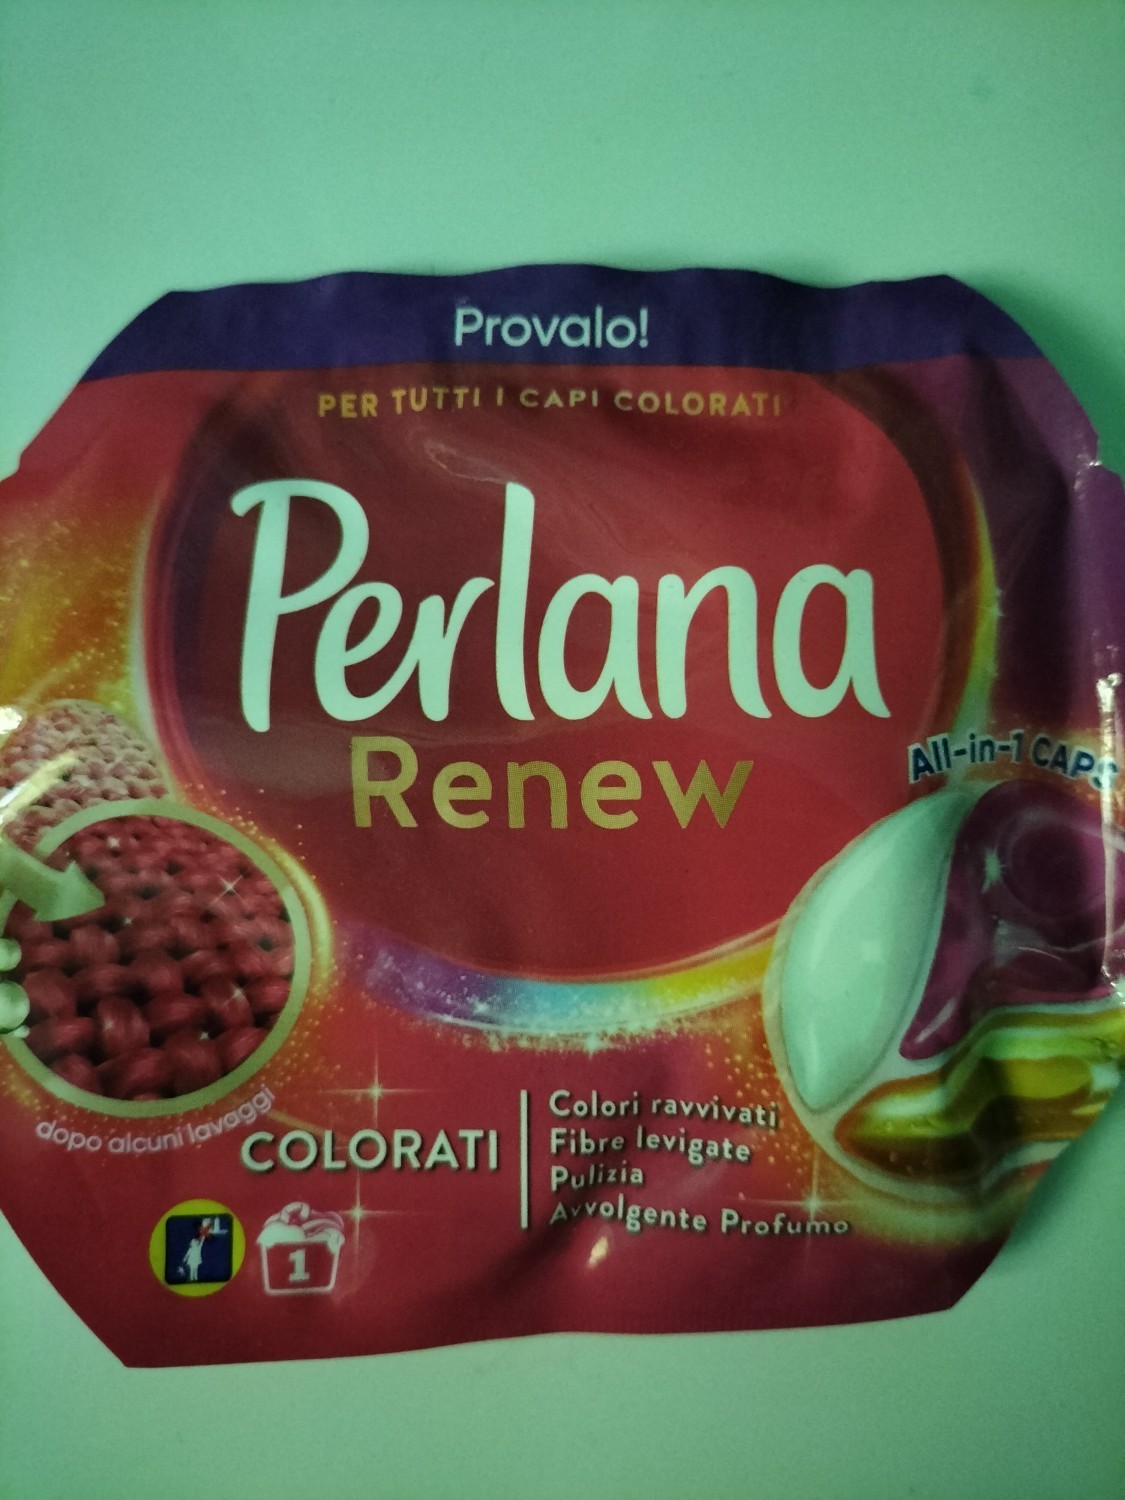 Provalo!
PER TUTTI I CAPI COLORATI
Perlana
Renew
All-in-1 CAPS
dopo alcuni lavaggi
COLORATI
Colori ravvivati
Fibre levigate
Pulizia
Avvolgente Profumo
1